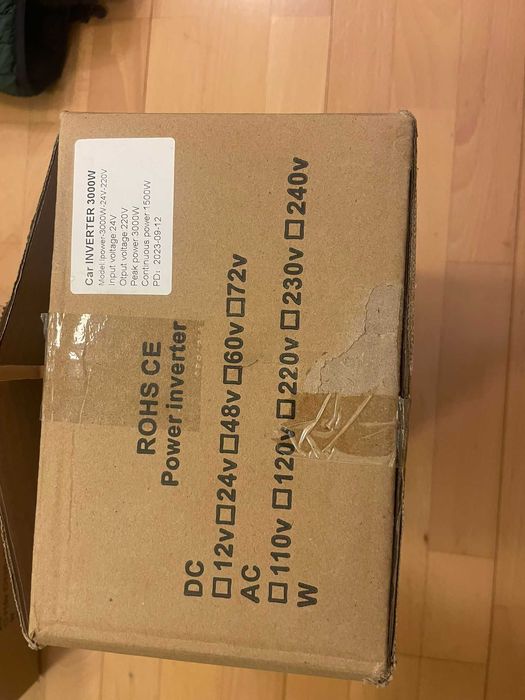 Car INVERTER 3000W
Model:Ipower-3000W-24V-220V
Input voltage:24V
Otput voltage:220V
Peak power:3000W
Continuous power 1500W
PD: 2023-09-12
ROHS CE
Power inverter
DC
□12v□24v□48v□60v□72v
AC
□110v □120v □220v □230v □240v
W